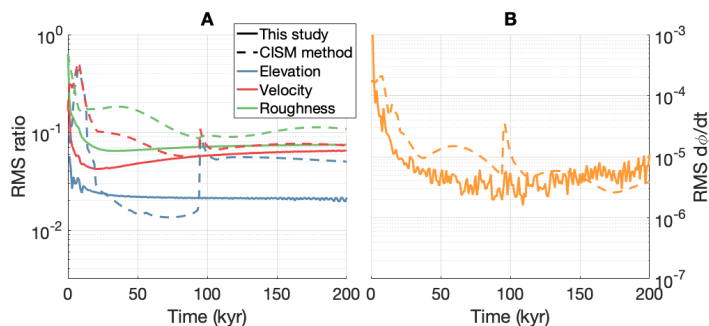 A
B
This study
CISM method
Elevation
Velocity
Roughness
RMS ratio
10^0
10^-1
10^-2
0 50 100 150 200
Time (kyr)
10^-3
10^-4
10^-5
10^-6
10^-7
RMS dϕ/dt
0 50 100 150 200
Time (kyr)